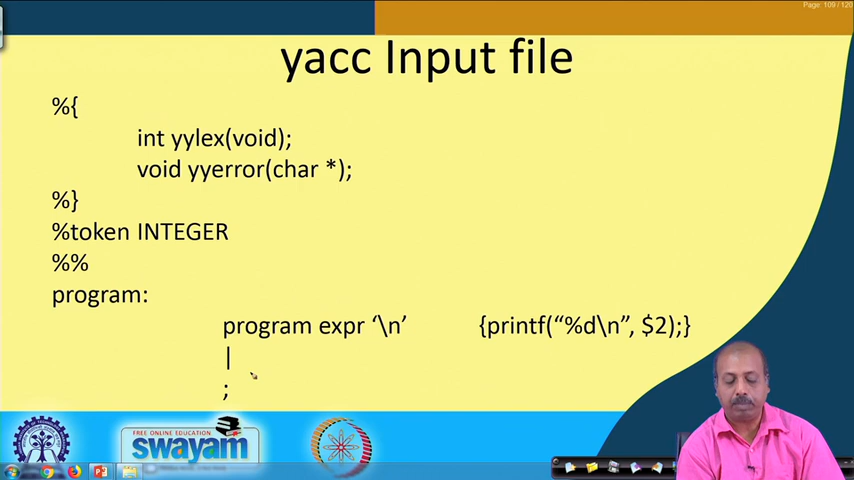 Page: 109 / 120
yacc Input file
%{
int yylex(void);
void yyerror(char *);
%}
%token INTEGER
%%
program:
program expr ‘\n’ {printf(“%d\n”, $2);}
|
;
FREE ONLINE EDUCATION
swayam